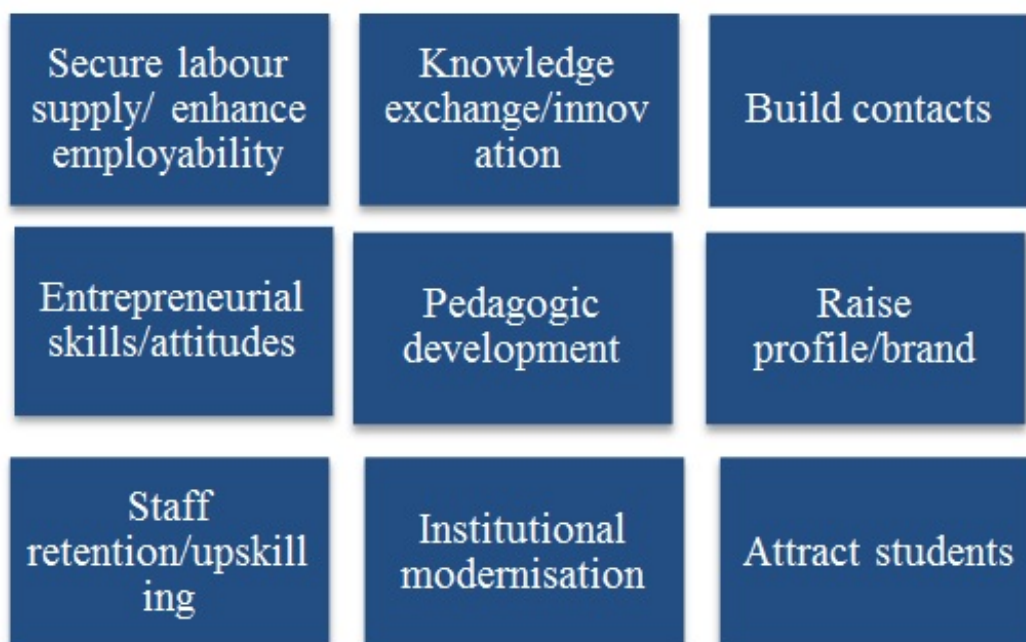 Secure labour
supply/ enhance
employability
Knowledge
exchange/innov
ation
Build contacts
Entrepreneurial
skills/attitudes
Pedagogic
development
Raise
profile/brand
Staff
retention/upskill
ing
Institutional
modernisation
Attract students